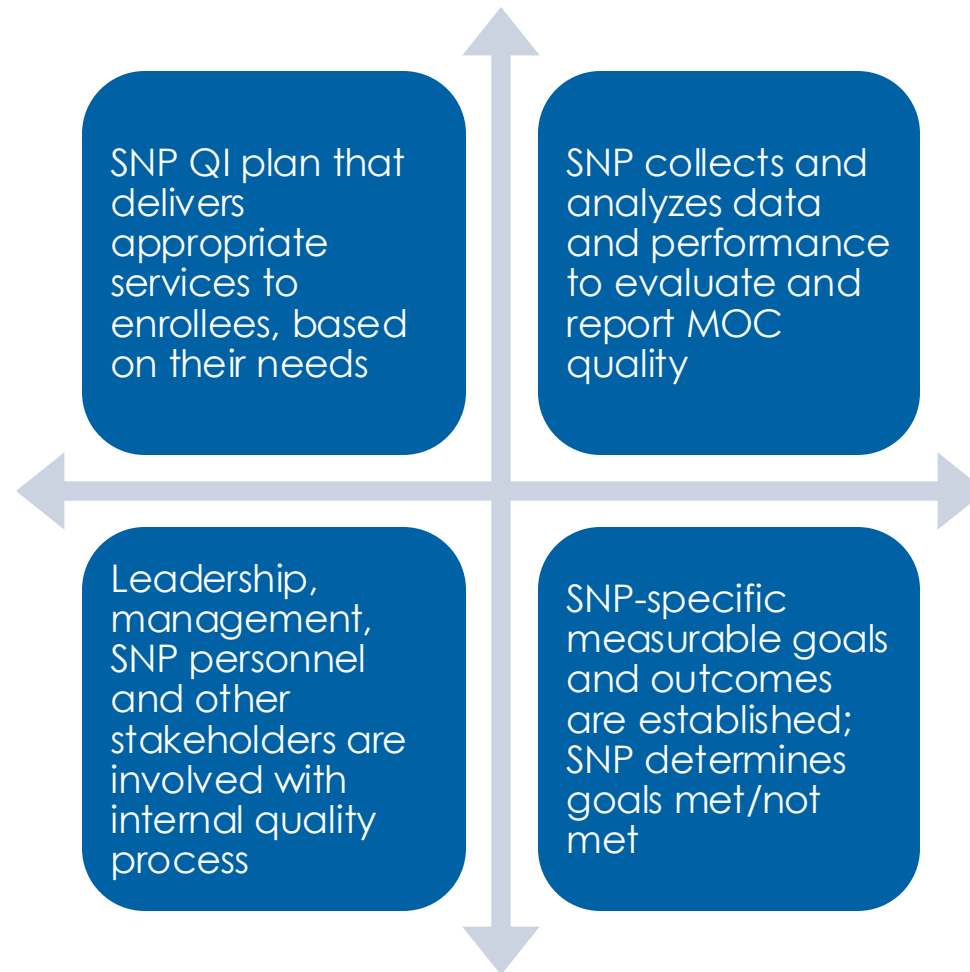 SNP QI plan that
delivers
appropriate
services to
enrollees, based
on their needs
SNP collects and
analyzes data
and performance
to evaluate and
report MOC
quality
Leadership,
management,
SNP personnel
and other
stakeholders are
involved with
internal quality
process
SNP-specific
measurable goals
and outcomes
are established;
SNP determines
goals met/not
met